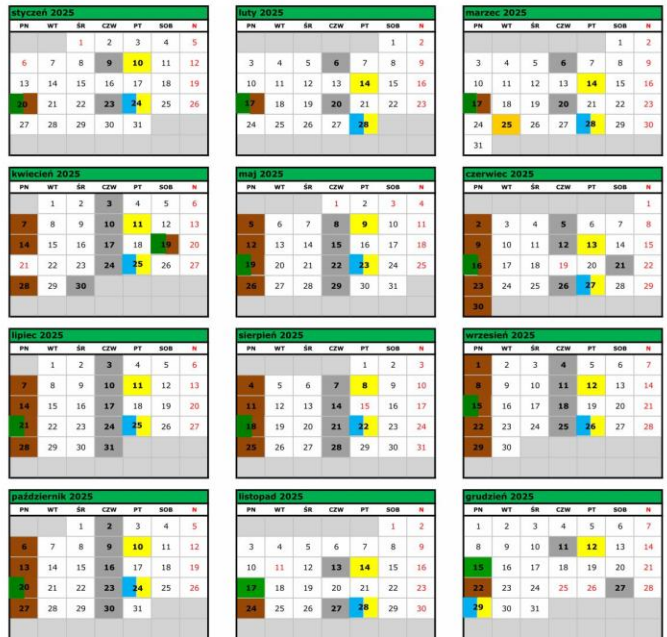 styczeń 2025
PN WT ŚR CZW PT SOB N
1 2 3 4 5
6 7 8 9 10 11 12
13 14 15 16 17 18 19
20 21 22 23 24 25 26
27 28 29 30 31
luty 2025
PN WT ŚR CZW PT SOB N
1 2
3 4 5 6 7 8 9
10 11 12 13 14 15 16
17 18 19 20 21 22 23
24 25 26 27 28
marzec 2025
PN WT ŚR CZW PT SOB N
1 2
3 4 5 6 7 8 9
10 11 12 13 14 15 16
17 18 19 20 21 22 23
24 25 26 27 28 29 30
31
kwiecień 2025
PN WT ŚR CZW PT SOB N
1 2 3 4 5 6
7 8 9 10 11 12 13
14 15 16 17 18 19 20
21 22 23 24 25 26 27
28 29 30
maj 2025
PN WT ŚR CZW PT SOB N
1 2 3 4
5 6 7 8 9 10 11
12 13 14 15 16 17 18
19 20 21 22 23 24 25
26 27 28 29 30 31
czerwiec 2025
PN WT ŚR CZW PT SOB N
1
2 3 4 5 6 7 8
9 10 11 12 13 14 15
16 17 18 19 20 21 22
23 24 25 26 27 28 29
30
lipiec 2025
PN WT ŚR CZW PT SOB N
1 2 3 4 5 6
7 8 9 10 11 12 13
14 15 16 17 18 19 20
21 22 23 24 25 26 27
28 29 30 31
sierpień 2025
PN WT ŚR CZW PT SOB N
1 2 3
4 5 6 7 8 9 10
11 12 13 14 15 16 17
18 19 20 21 22 23 24
25 26 27 28 29 30 31
wrzesień 2025
PN WT ŚR CZW PT SOB N
1 2 3 4 5 6 7
8 9 10 11 12 13 14
15 16 17 18 19 20 21
22 23 24 25 26 27 28
29 30
październik 2025
PN WT ŚR CZW PT SOB N
1 2 3 4 5
6 7 8 9 10 11 12
13 14 15 16 17 18 19
20 21 22 23 24 25 26
27 28 29 30 31
listopad 2025
PN WT ŚR CZW PT SOB N
1 2
3 4 5 6 7 8 9
10 11 12 13 14 15 16
17 18 19 20 21 22 23
24 25 26 27 28 29 30
grudzień 2025
PN WT ŚR CZW PT SOB N
1 2 3 4 5 6 7
8 9 10 11 12 13 14
15 16 17 18 19 20 21
22 23 24 25 26 27 28
29 30 31